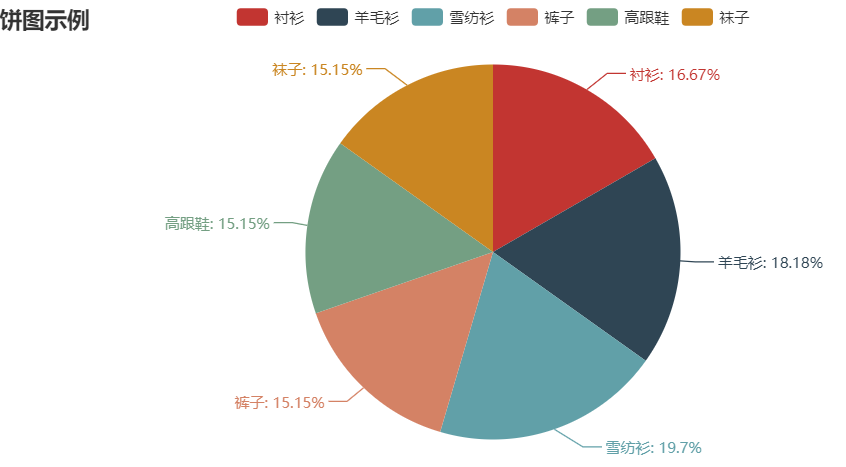 饼图示例
衬衫 羊毛衫 雪纺衫 裤子 高跟鞋 袜子
袜子: 15.15%
衬衫: 16.67%
高跟鞋: 15.15%
羊毛衫: 18.18%
裤子: 15.15%
雪纺衫: 19.7%